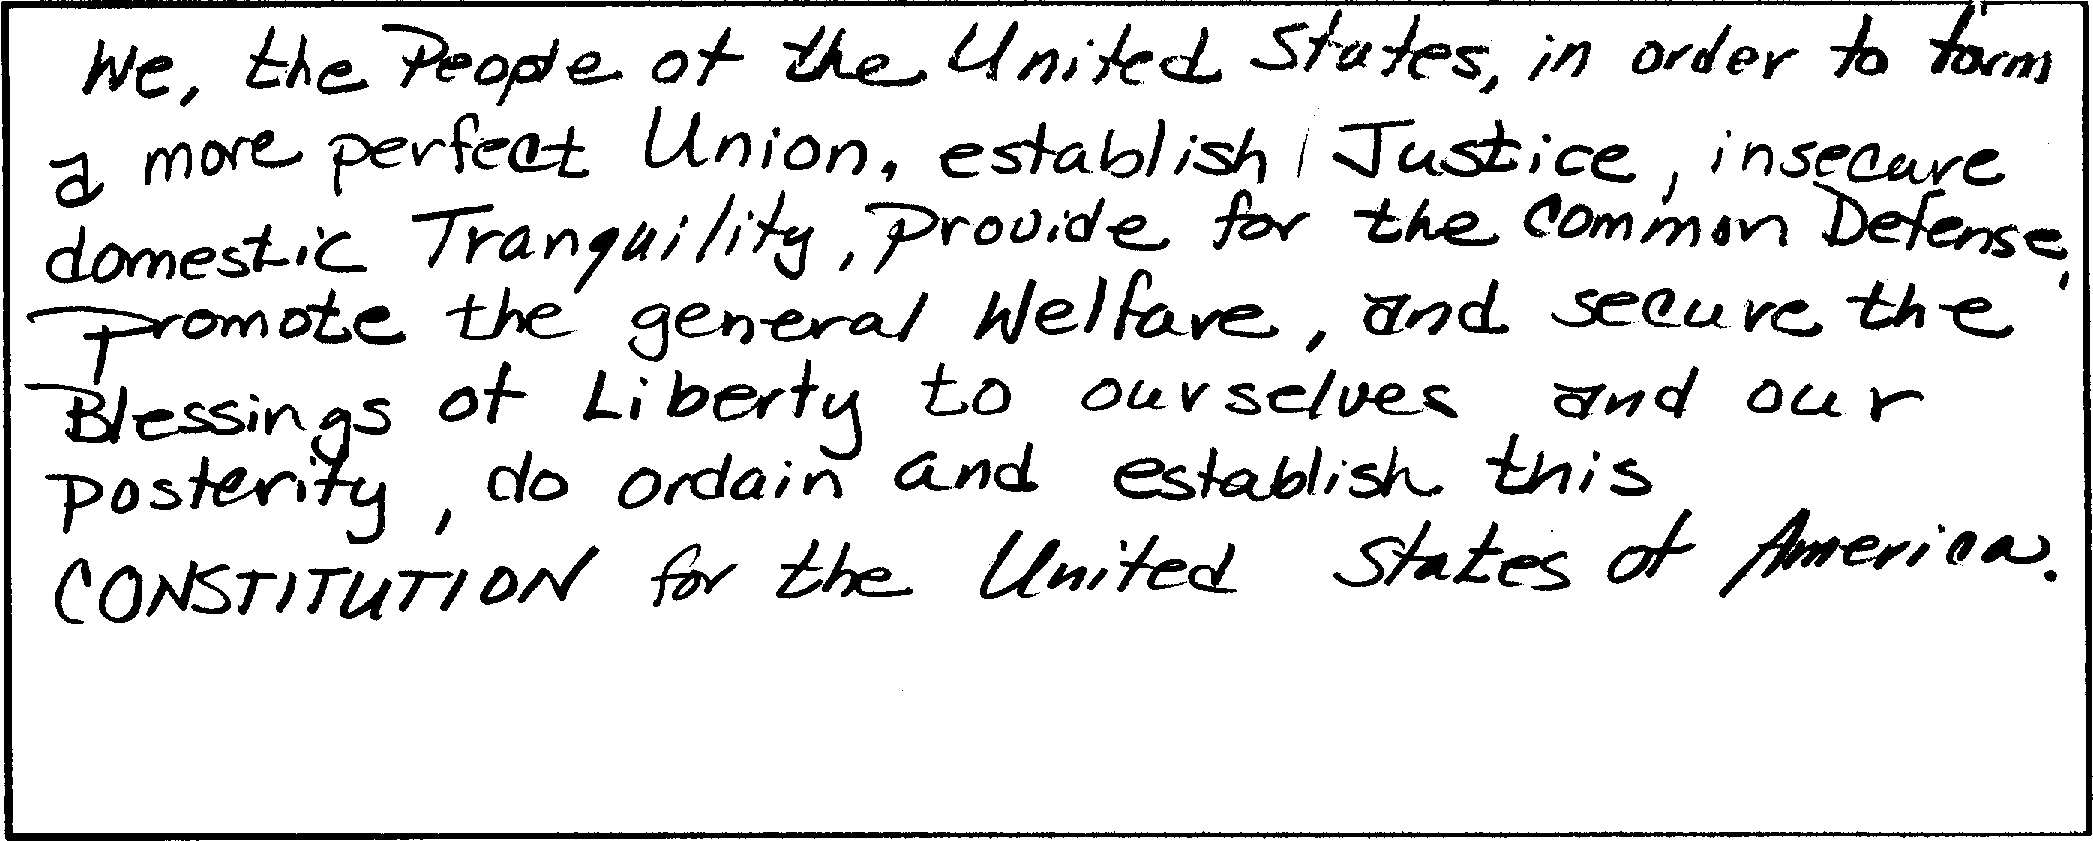 We, the People of the United States, in order to form
a more perfect Union, establish Justice, insecure
domestic Tranquility, provide for the common Defense,
promote the general Welfare, and secure the
Blessings of Liberty to ourselves and our
posterity, do ordain and establish this
CONSTITUTION for the United States of America.